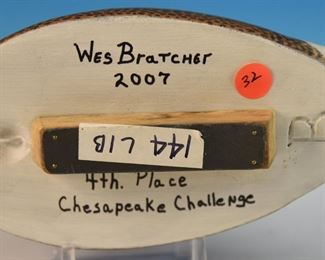 Wes Bratcher
2007
32
144 LIB
4th. Place
Chesapeake Challenge